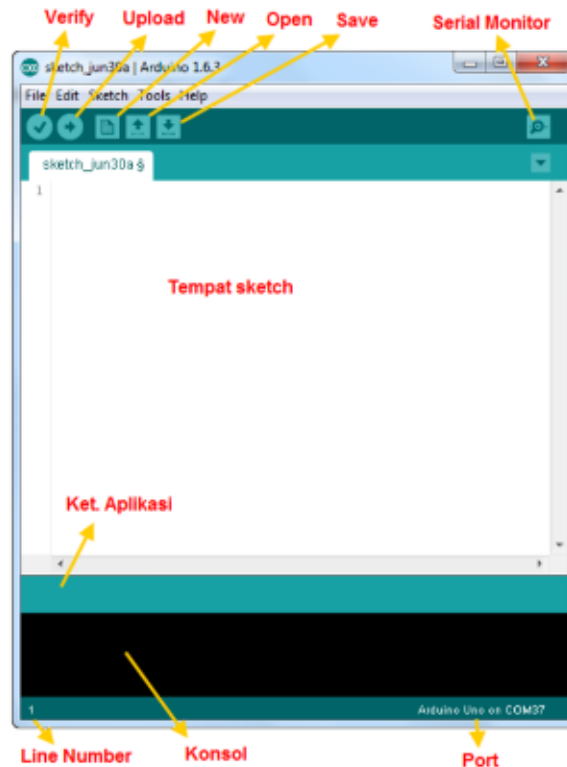 Verify Upload New Open Save Serial Monitor
sketch_jun30a | Arduino 1.6.3
File Edit Sketch Tools Help
sketch_jun30a §
1
Tempat sketch
Ket. Aplikasi
1 Arduino Uno on COM37
Line Number Konsol Port